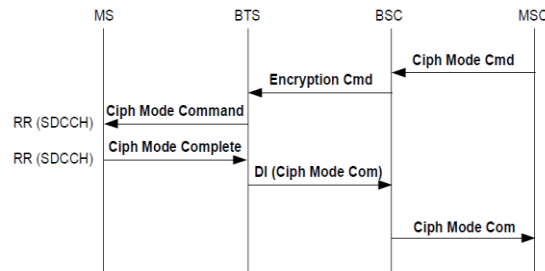 MS BTS BSC MSC
Ciph Mode Cmd
Encryption Cmd
Ciph Mode Command
RR (SDCCH)
Ciph Mode Complete
RR (SDCCH)
DI (Ciph Mode Com)
Ciph Mode Com